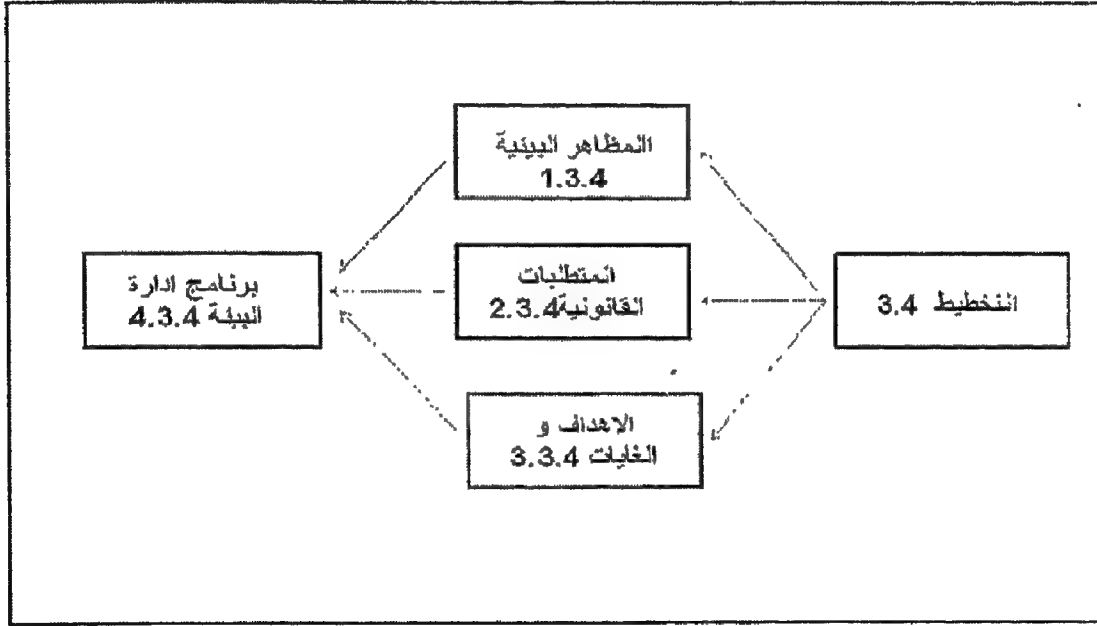 المظاهر البيئية
1.3.4
التخطيط 3.4
المتطلبات
القانونية2.3.4
برنامج ادارة
البيئة 4.3.4
الاهداف و
الغايات 3.3.4